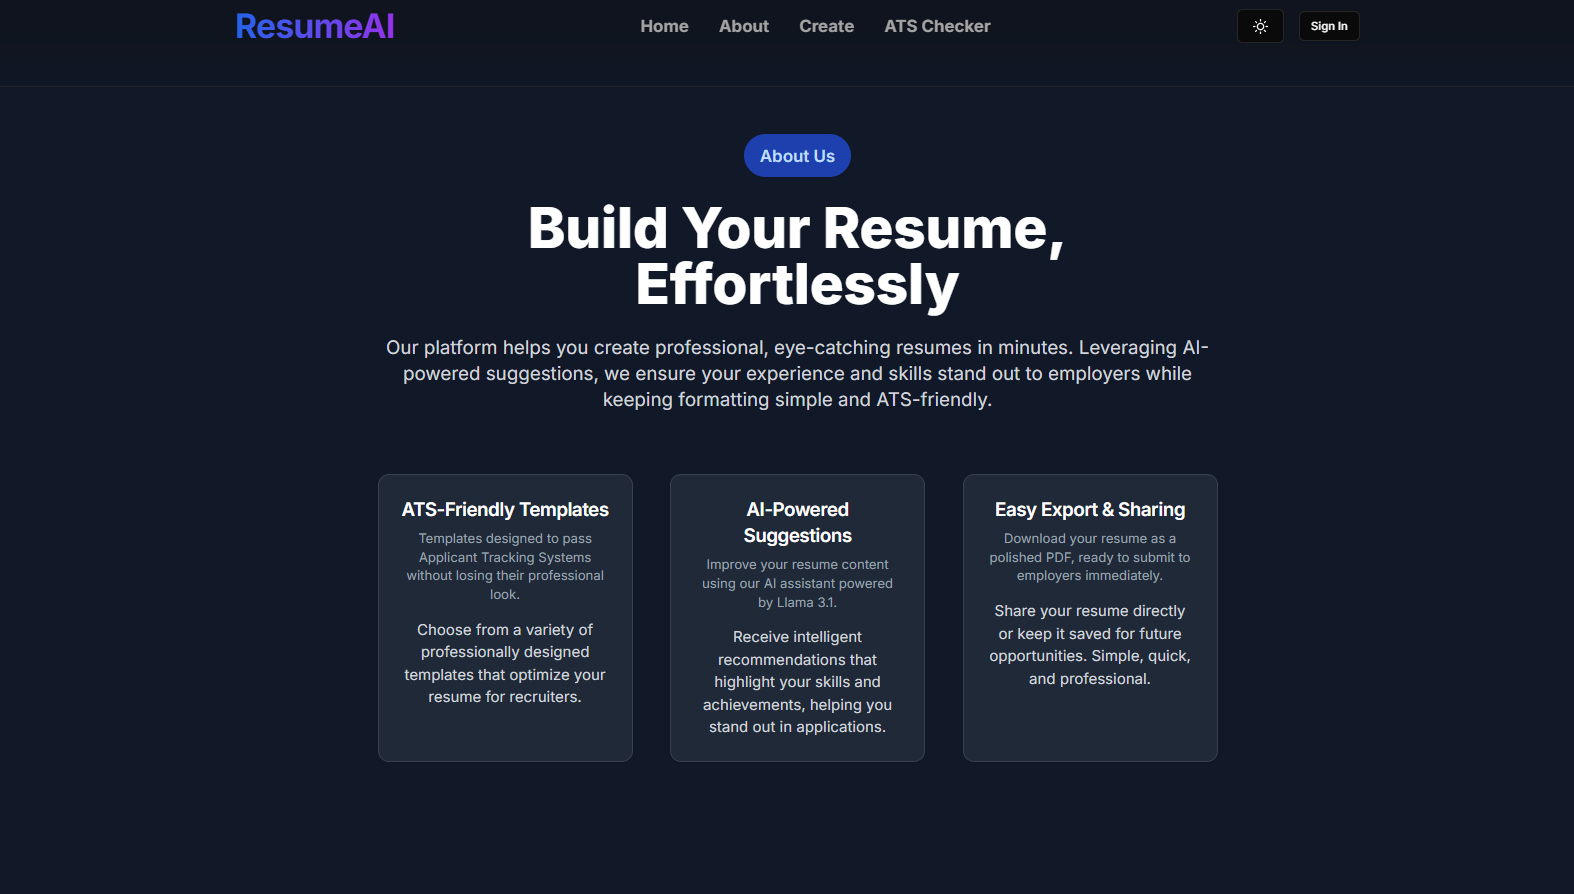 ResumeAI
Home About Create ATS Checker
Sign In
About Us
Build Your Resume,
Effortlessly
Our platform helps you create professional, eye-catching resumes in minutes. Leveraging AI-
powered suggestions, we ensure your experience and skills stand out to employers while
keeping formatting simple and ATS-friendly.
ATS-Friendly Templates
Templates designed to pass
Applicant Tracking Systems
without losing their professional
look.
Choose from a variety of
professionally designed
templates that optimize your
resume for recruiters.
AI-Powered
Suggestions
Improve your resume content
using our AI assistant powered
by Llama 3.1.
Receive intelligent
recommendations that
highlight your skills and
achievements, helping you
stand out in applications.
Easy Export & Sharing
Download your resume as a
polished PDF, ready to submit to
employers immediately.
Share your resume directly
or keep it saved for future
opportunities. Simple, quick,
and professional.